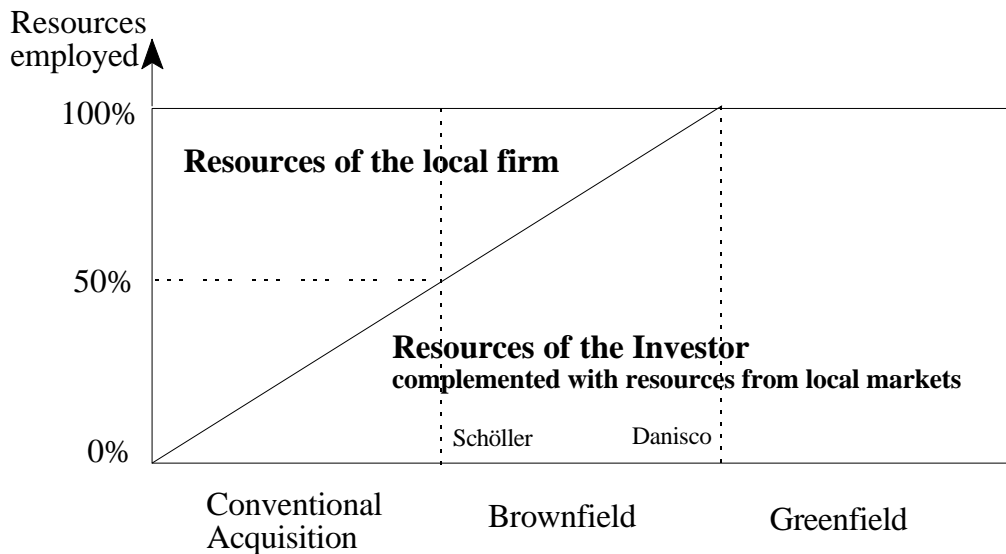 Resources
employed
100%
Resources of the local firm
50%
Resources of the Investor
complemented with resources from local markets
Schöller
Danisco
0%
Conventional
Acquisition
Brownfield
Greenfield